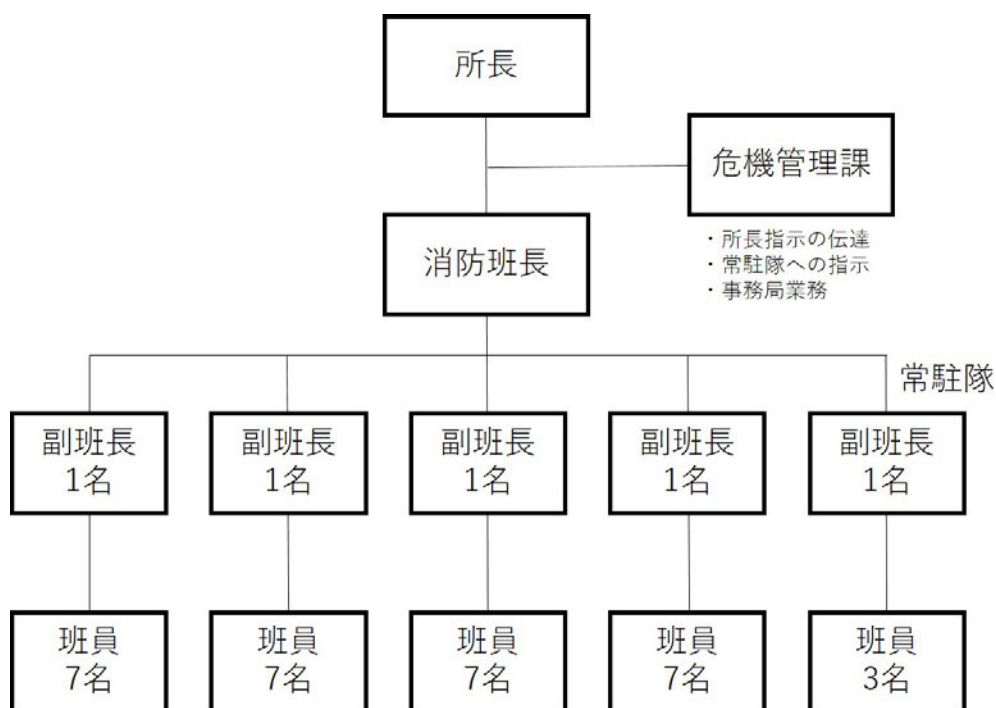 所長
危機管理課
・所長指示の伝達
・常駐隊への指示
・事務局業務
消防班長
常駐隊
副班長
1名
副班長
1名
副班長
1名
副班長
1名
副班長
1名
班員
7名
班員
7名
班員
7名
班員
7名
班員
3名